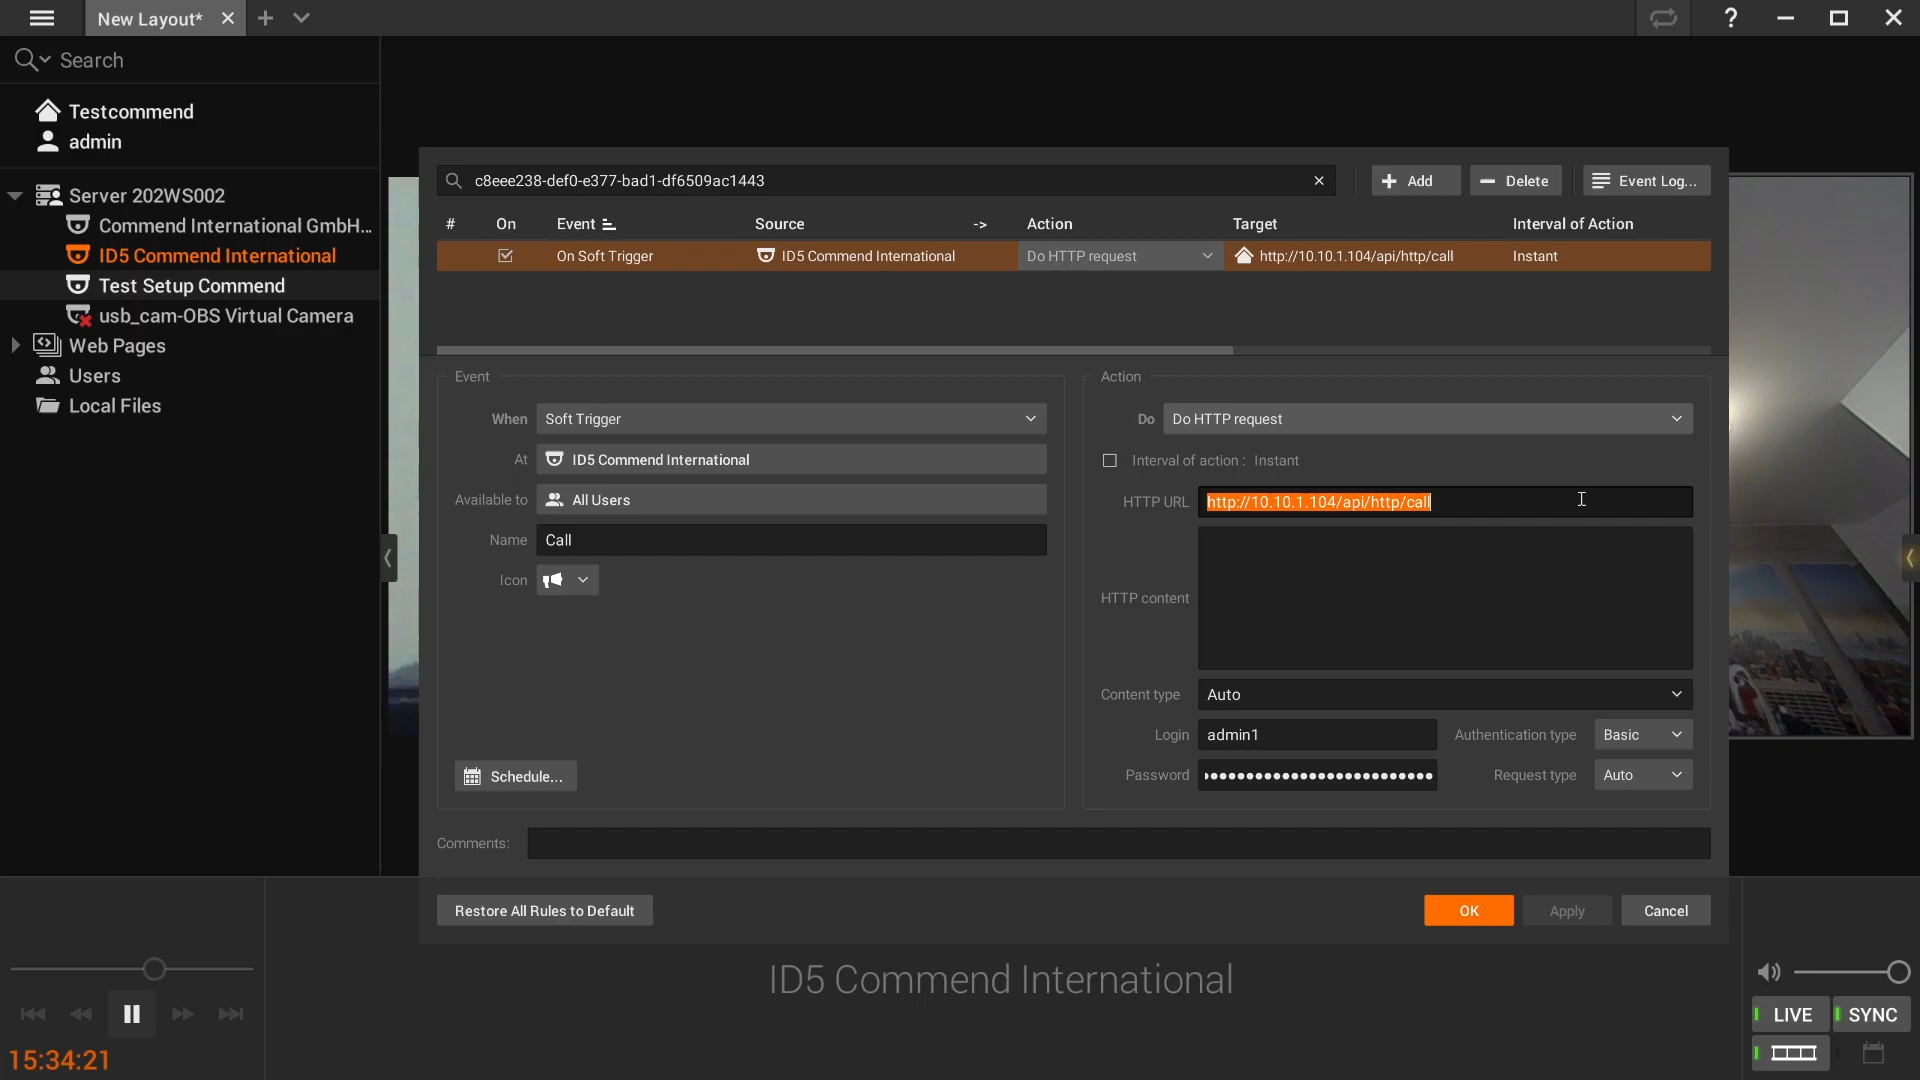 New Layout*
Search
Testcommend
admin
Server 202WS002
Commend International GmbH...
ID5 Commend International
Test Setup Commend
usb_cam-OBS Virtual Camera
Web Pages
Users
Local Files
c8eee238-def0-e377-bad1-df6509ac1443
Add
Delete
Event Log...
# On Event Source -> Action Target Interval of Action
On Soft Trigger ID5 Commend International Do HTTP request http://10.10.1.104/api/http/call Instant
Event
When Soft Trigger
At ID5 Commend International
Available to All Users
Name Call
Icon
Schedule...
Action
Do Do HTTP request
Interval of action : Instant
HTTP URL http://10.10.1.104/api/http/call
HTTP content
Content type Auto
Login admin1 Authentication type Basic
Password Request type Auto
Comments:
Restore All Rules to Default
OK
Apply
Cancel
ID5 Commend International
15:34:21
LIVE
SYNC